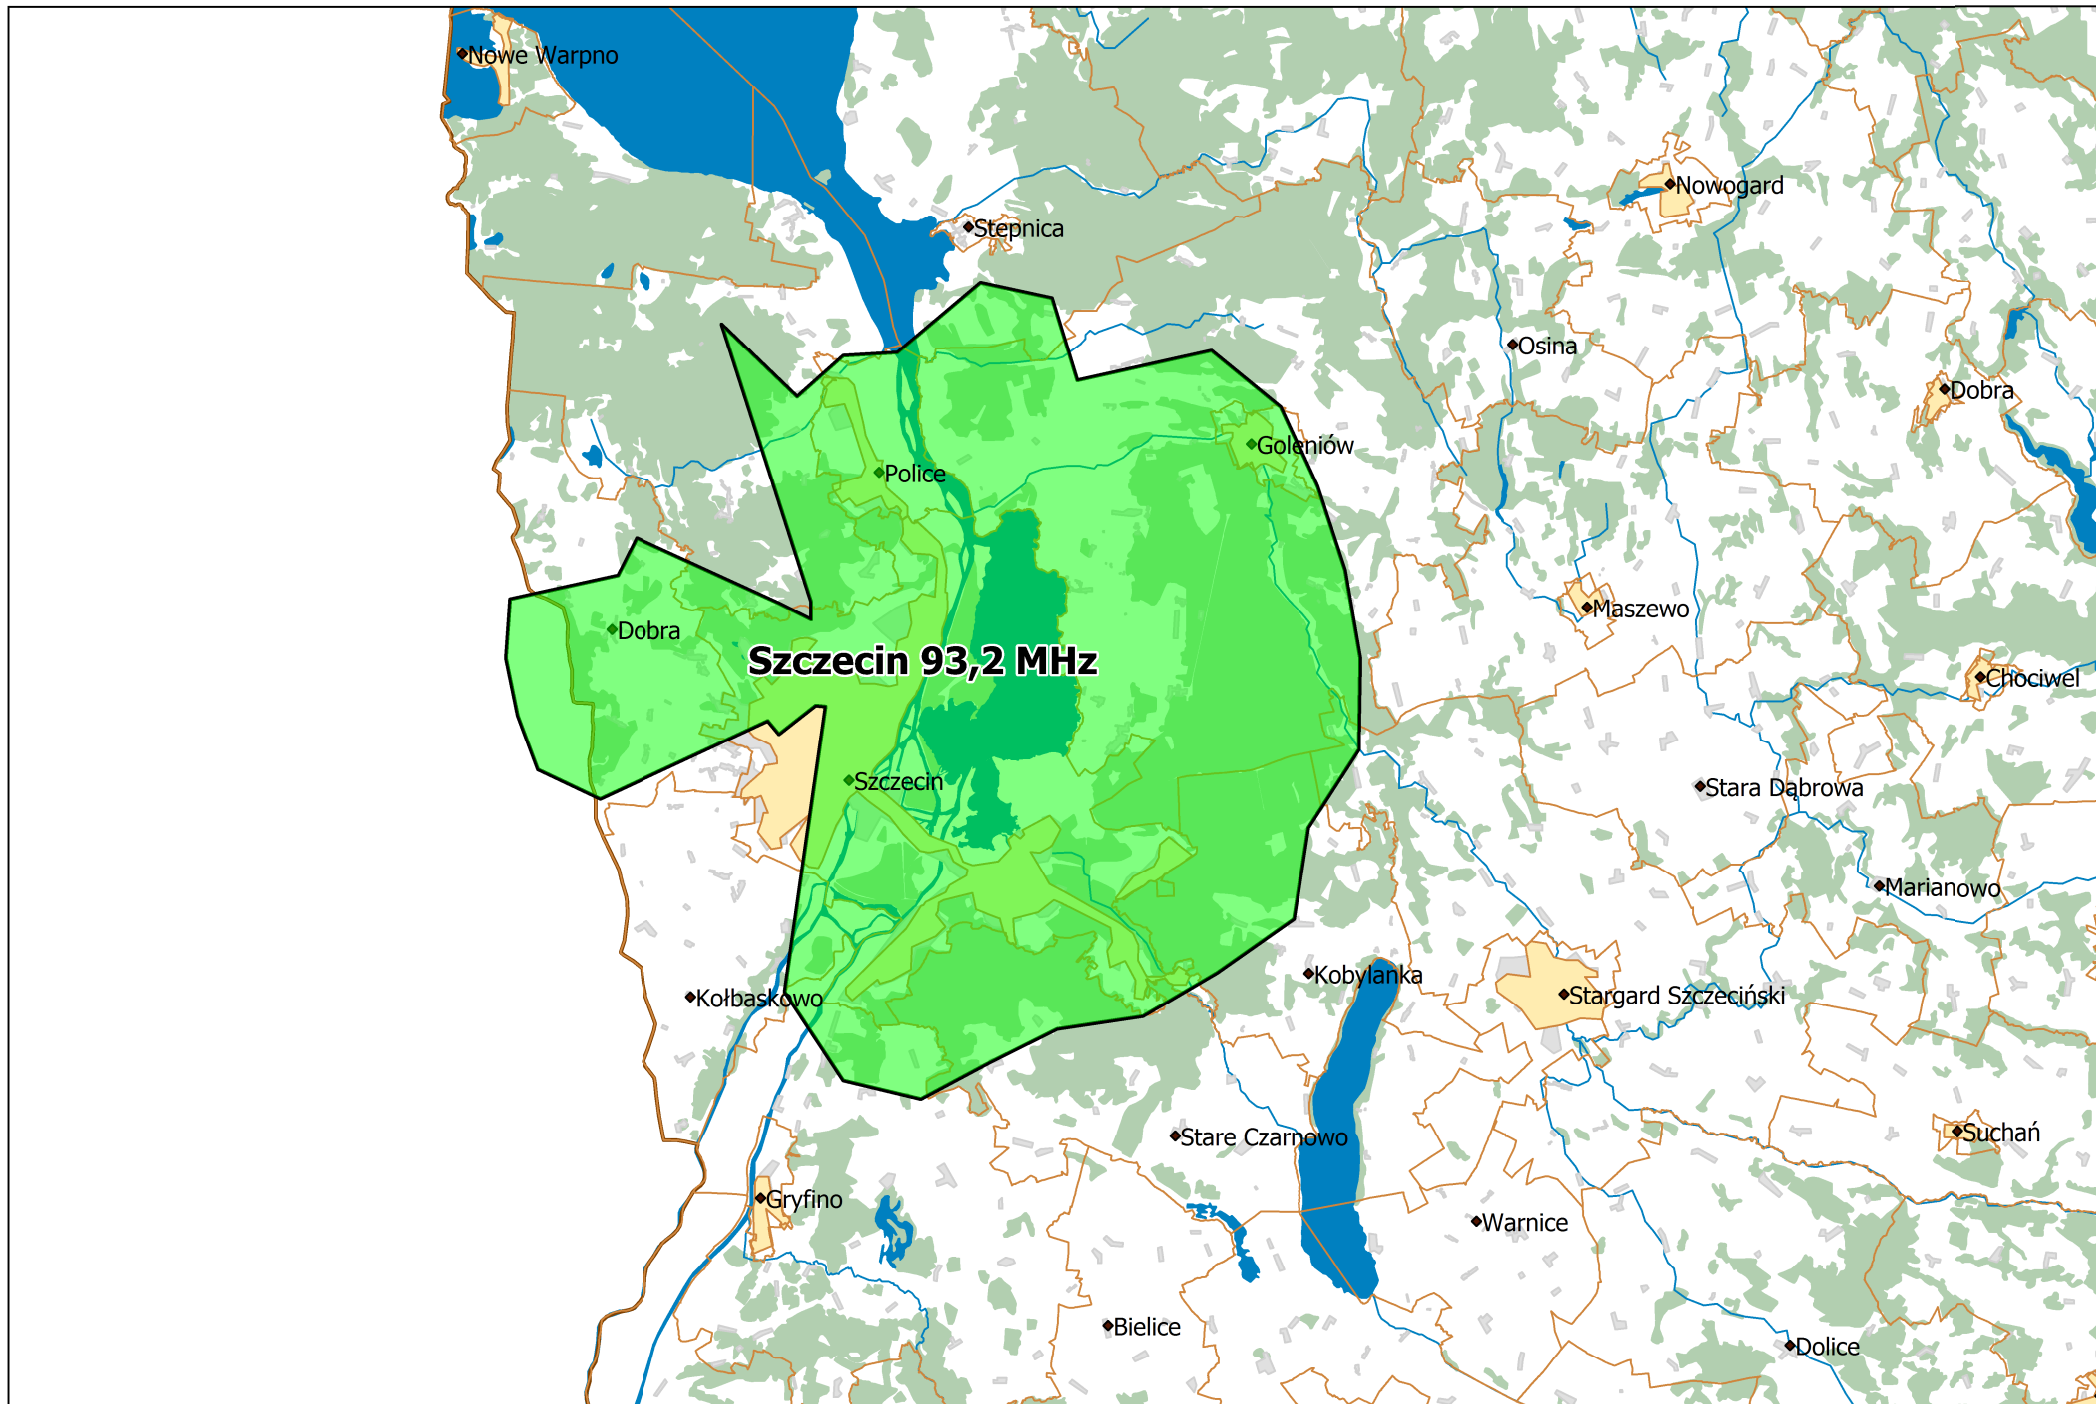 Nowe Warpno
Nowogard
Stepnica
Osina
Dobra
Goleniów
Police
Maszewo
Dobra
Szczecin 93,2 MHz
Chociwel
Szczecin
Stara Dąbrowa
Marianowo
Kobylanka
Stargard Szczeciński
Kołbaskowo
Suchań
Stare Czarnowo
Gryfino
Warnice
Bielice
Dolice